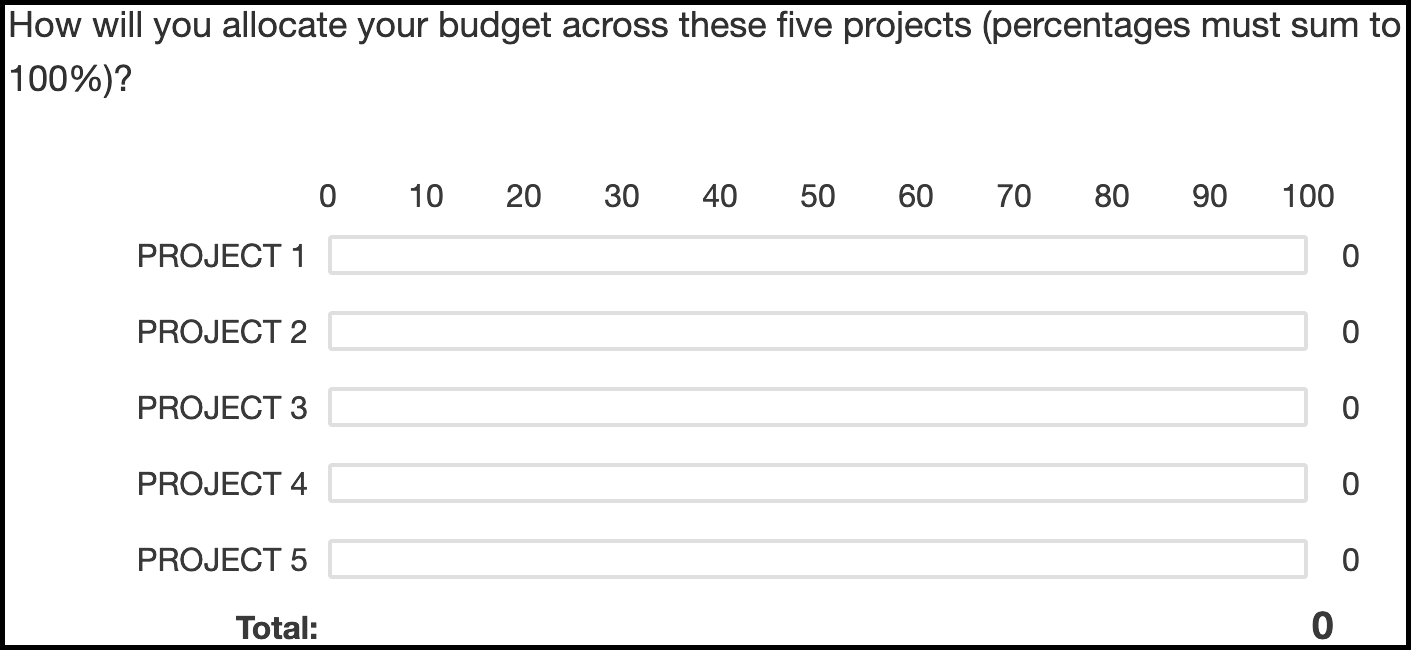 How will you allocate your budget across these five projects (percentages must sum to
100%)?
0 10 20 30 40 50 60 70 80 90 100
PROJECT 1 0
PROJECT 2 0
PROJECT 3 0
PROJECT 4 0
PROJECT 5 0
Total: 0